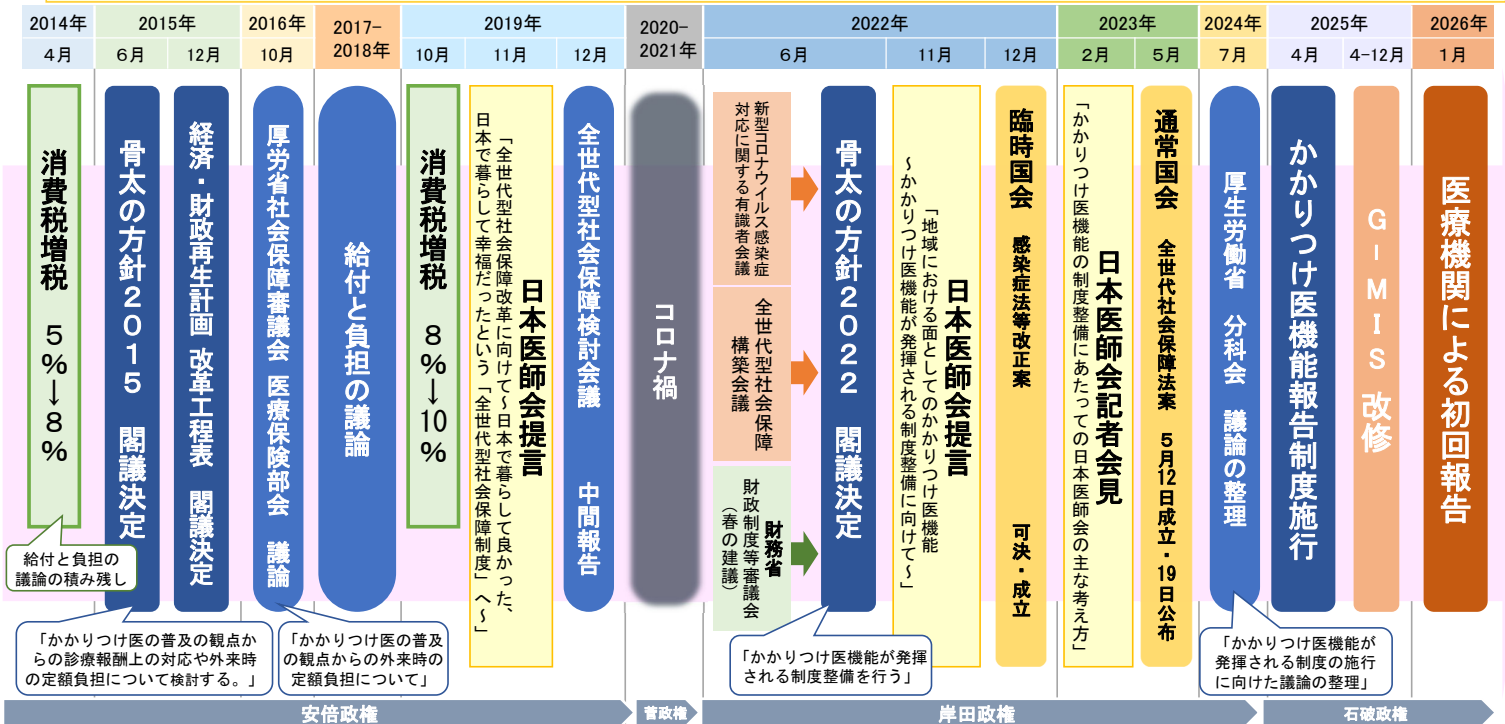 2014年
2015年
2016年
2017-
2018年
2019年
2020-
2021年
2022年
2023年
2024年
2025年
2026年
4月
6月
12月
10月
10月
11月
12月
6月
11月
12月
2月
5月
7月
4月
4-12月
1月
消費税増税 5%→8%
給付と負担の
議論の積み残し
骨太の方針2015 閣議決定
「かかりつけ医の普及の観点か
らの診療報酬上の対応や外来時
の定額負担について検討する。」
経済・財政再生計画 改革工程表 閣議決定
厚労省社会保障審議会 医療保険部会 議論
「かかりつけ医の普及
の観点からの外来時の
定額負担について」
給付と負担の議論
消費税増税 8%→10%
日本医師会提言
「全世代型社会保障改革に向けて～日本で暮らして良かった、
日本で暮らして幸福だったという「全世代型社会保障制度」へ～」
全世代型社会保障検討会議 中間報告
コロナ禍
新型コロナウイルス感染症
対応に関する有識者会議
全世代型社会保障
構築会議
財務省
財政制度等審議会
（春の建議）
骨太の方針2022 閣議決定
「かかりつけ医機能が発揮
される制度整備を行う」
日本医師会提言
「地域における面としてのかかりつけ医機能
～かかりつけ医機能が発揮される制度整備に向けて～」
臨時国会 感染症法等改正案 可決・成立
日本医師会記者会見
「かかりつけ医機能の制度整備にあたっての日本医師会の主な考え方」
通常国会 全世代社会保障法案 5月12日成立・19日公布
厚生労働省 分科会 議論の整理
「かかりつけ医機能が
発揮される制度の施行
に向けた議論の整理」
かかりつけ医機能報告制度施行
G-MIS 改修
医療機関による初回報告
安倍政権
菅政権
岸田政権
石破政権